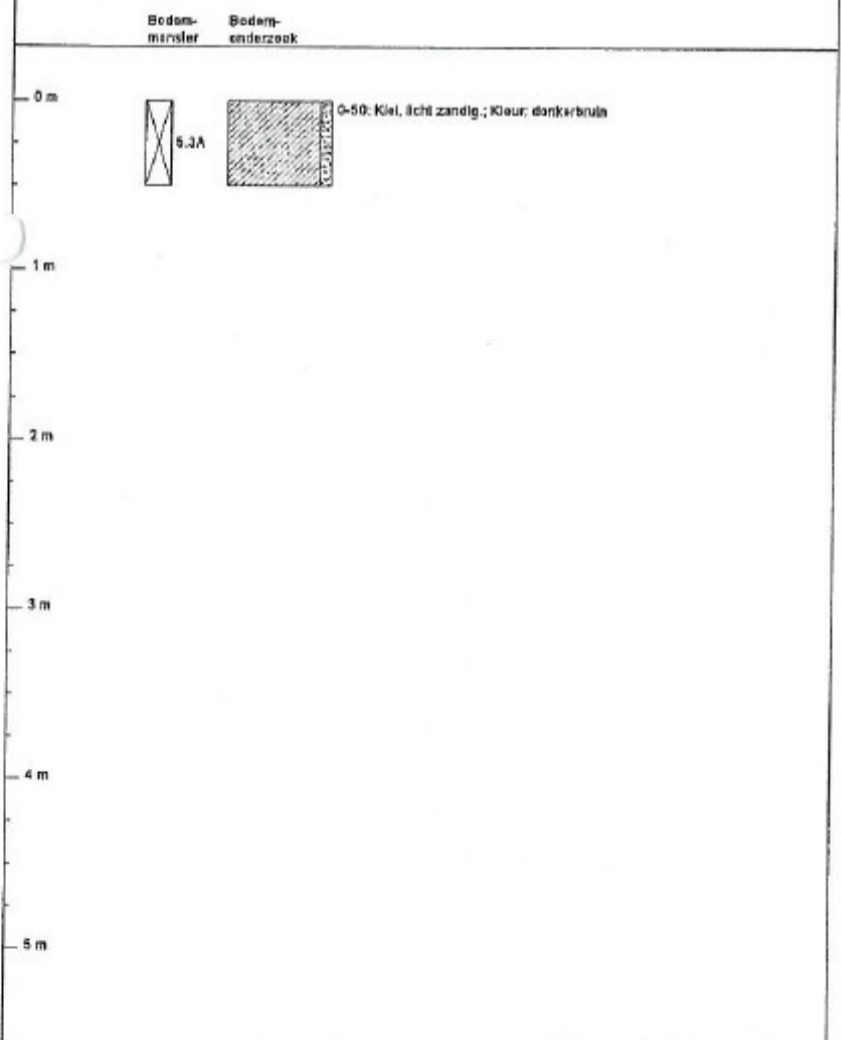 Bodem-
monster
Bodem-
onderzoek
0 m
5.3A
0-50: Klei, licht zandig.; Kleur: donkerbruin
1 m
2 m
3 m
4 m
5 m